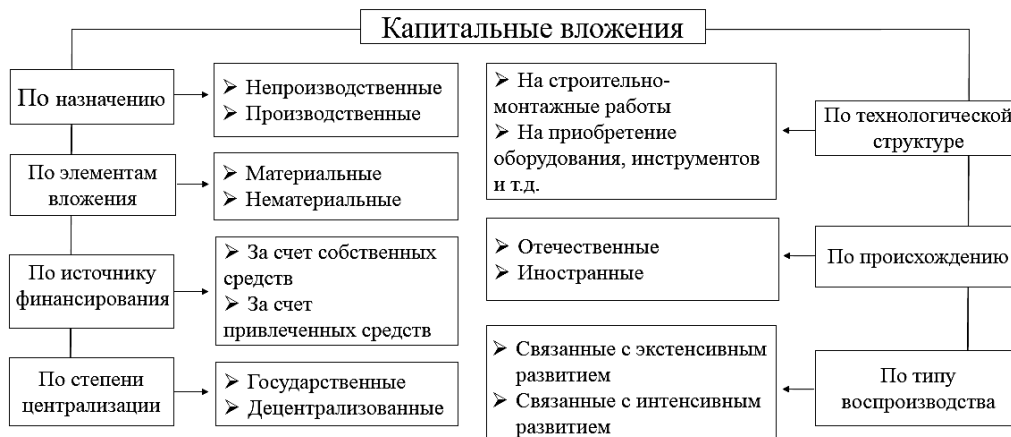 Капитальные вложения
По назначению
➢ Непроизводственные
➢ Производственные
По элементам
вложения
➢ Материальные
➢ Нематериальные
По источнику
финансирования
➢ За счет собственных
средств
➢ За счет
привлеченных средств
По степени
централизации
➢ Государственные
➢ Децентрализованные
➢ На строительно-
монтажные работы
➢ На приобретение
оборудования, инструментов
и т.д.
По технологической
структуре
➢ Отечественные
➢ Иностранные
По происхождению
➢ Связанные с экстенсивным
развитием
➢ Связанные с интенсивным
развитием
По типу
воспроизводства